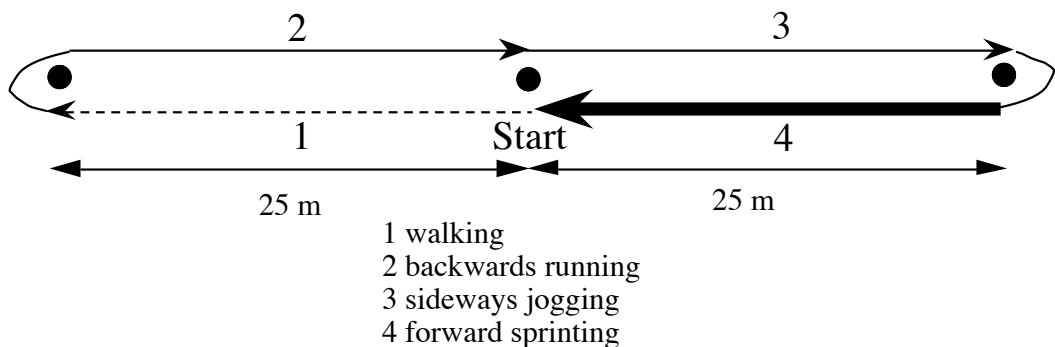 2 3
1 Start 4
25 m 25 m
1 walking
2 backwards running
3 sideways jogging
4 forward sprinting